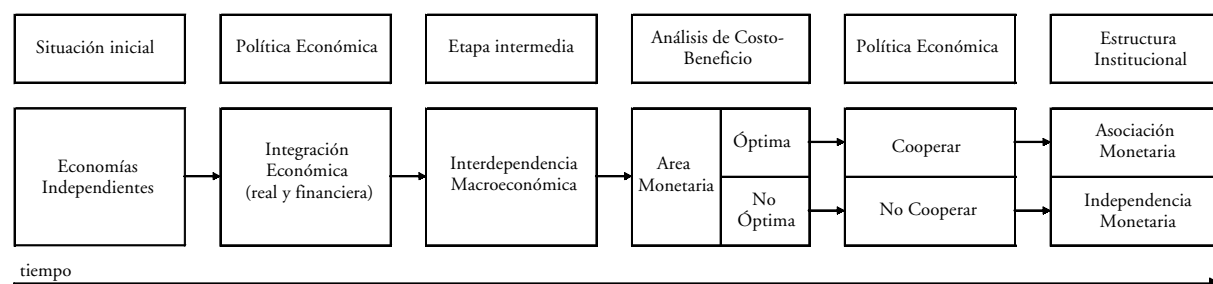 Situación inicial
Política Económica
Etapa intermedia
Análisis de Costo-
Beneficio
Política Económica
Estructura
Institucional
Economías
Independientes
Integración
Económica
(real y financiera)
Interdependencia
Macroeconómica
Area
Monetaria
Óptima
No
Óptima
Cooperar
No Cooperar
Asociación
Monetaria
Independencia
Monetaria
tiempo